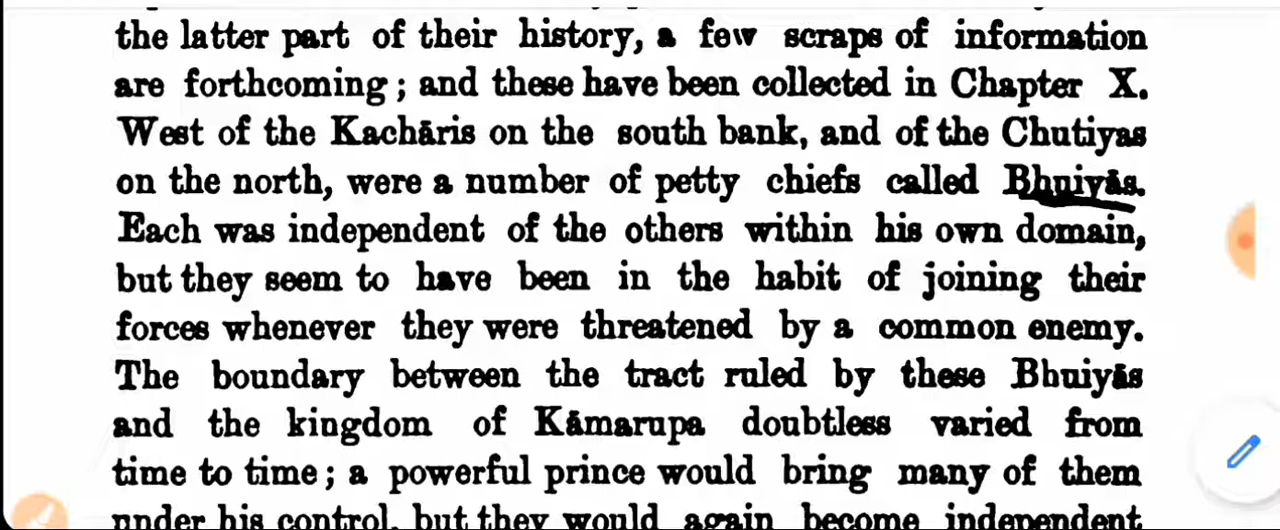 the latter part of their history, a few scraps of information
are forthcoming; and these have been collected in Chapter X.
West of the Kachāris on the south bank, and of the Chutiyas
on the north, were a number of petty chiefs called Bhuiyās.
Each was independent of the others within his own domain,
but they seem to have been in the habit of joining their
forces whenever they were threatened by a common enemy.
The boundary between the tract ruled by these Bhuiyās
and the kingdom of Kāmarupa doubtless varied from
time to time; a powerful prince would bring many of them
under his control, but they would again become independent